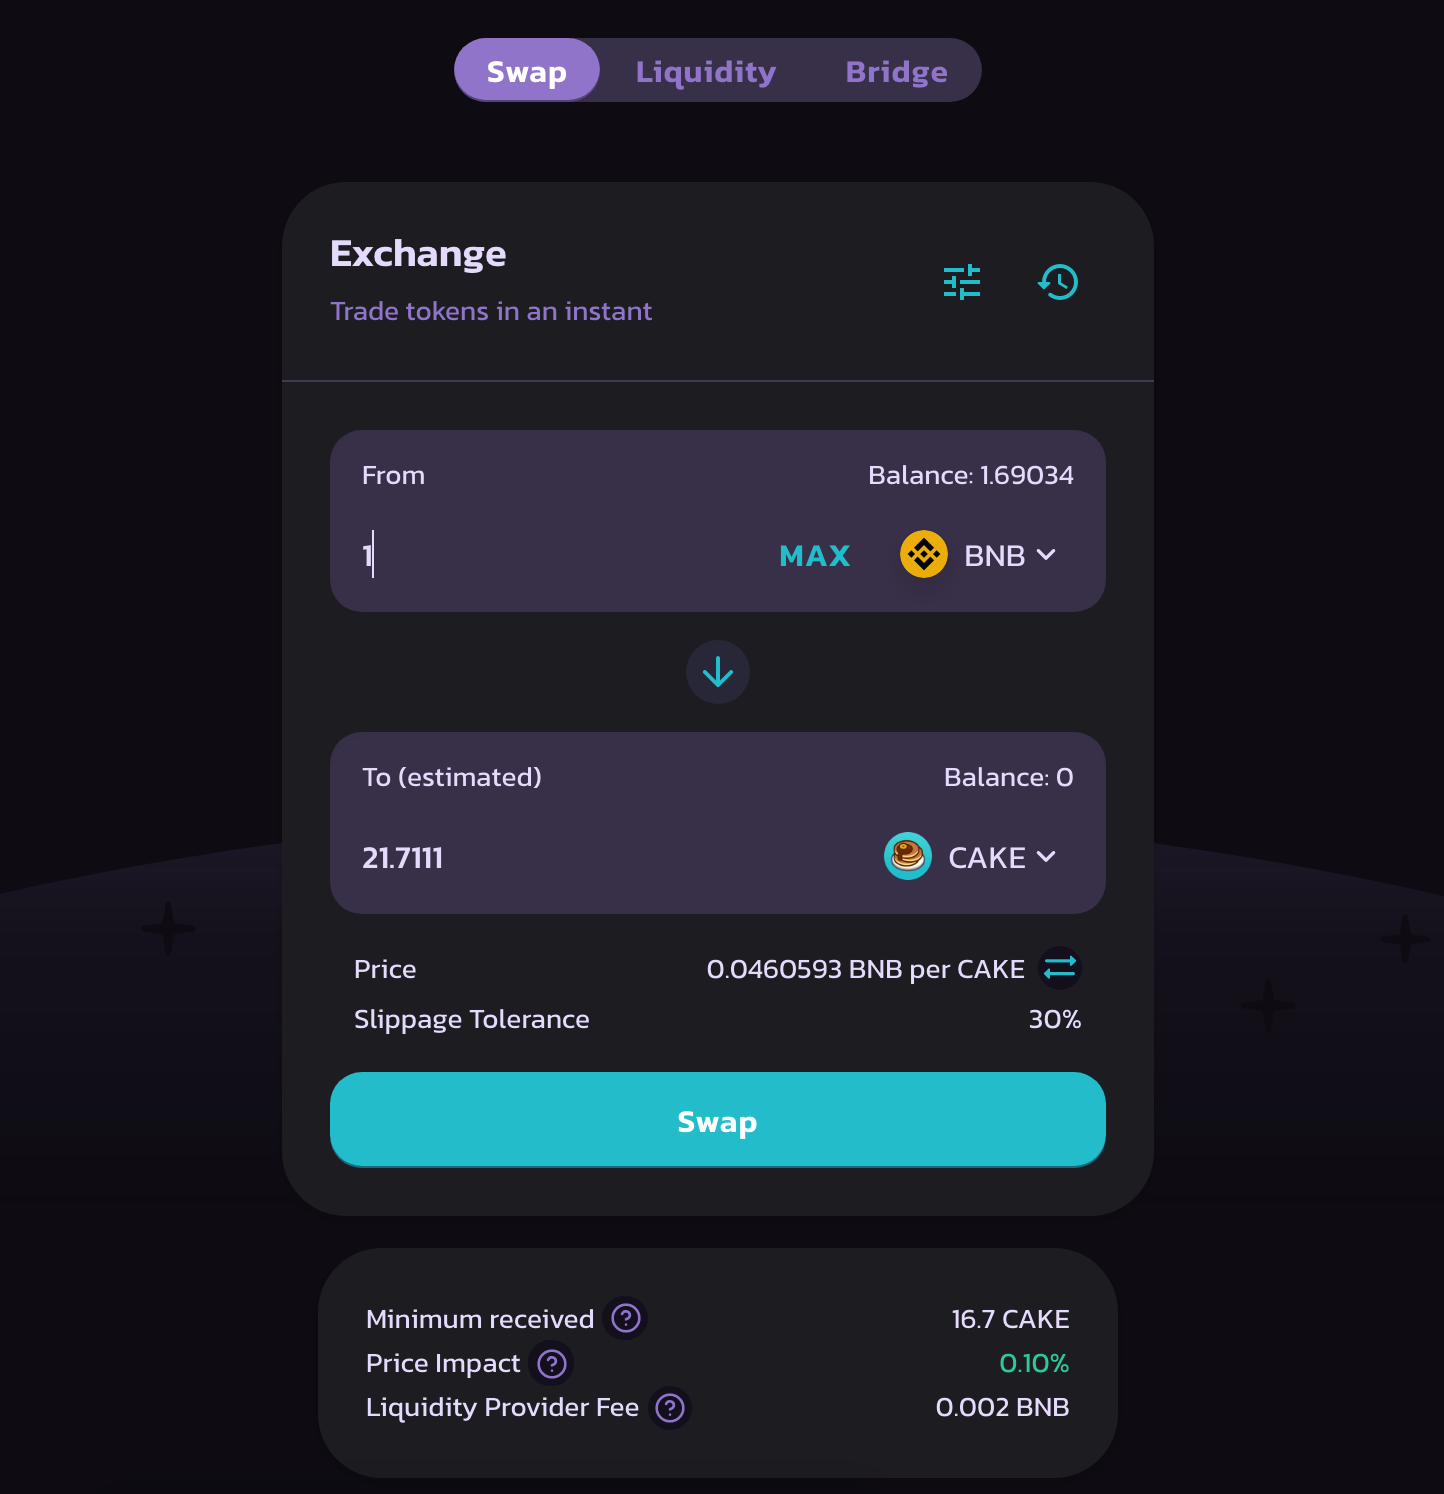 Swap Liquidity Bridge
Exchange
Trade tokens in an instant
From Balance: 1.69034
1 MAX BNB
To (estimated) Balance: 0
21.7111 CAKE
Price 0.0460593 BNB per CAKE
Slippage Tolerance 30%
Swap
Minimum received ? 16.7 CAKE
Price Impact ? 0.10%
Liquidity Provider Fee ? 0.002 BNB